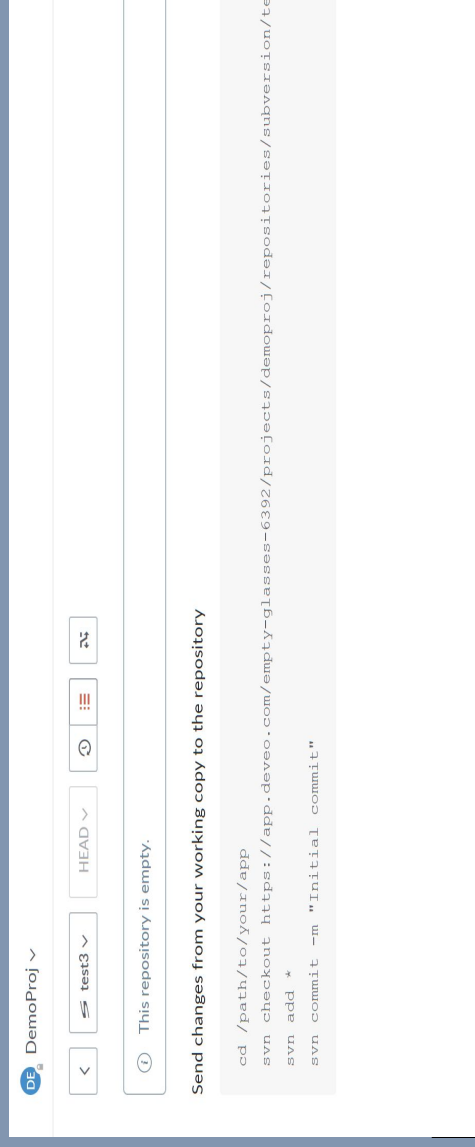 DE DemoProj
test3 HEAD
This repository is empty.
Send changes from your working copy to the repository
cd /path/to/your/app
svn checkout https://app.deveo.com/empty-glasses-6392/projects/demoproj/repositories/subversion/te
svn add *
svn commit -m "Initial commit"